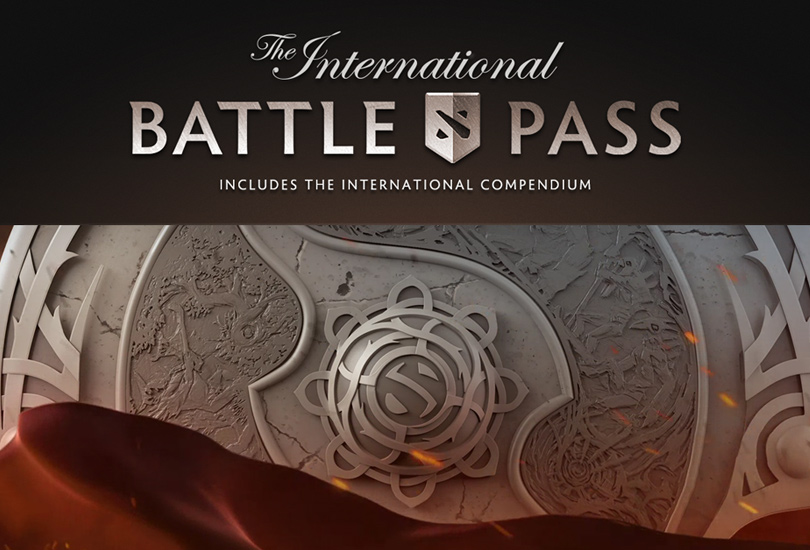 The International
BATTLE PASS
INCLUDES THE INTERNATIONAL COMPENDIUM